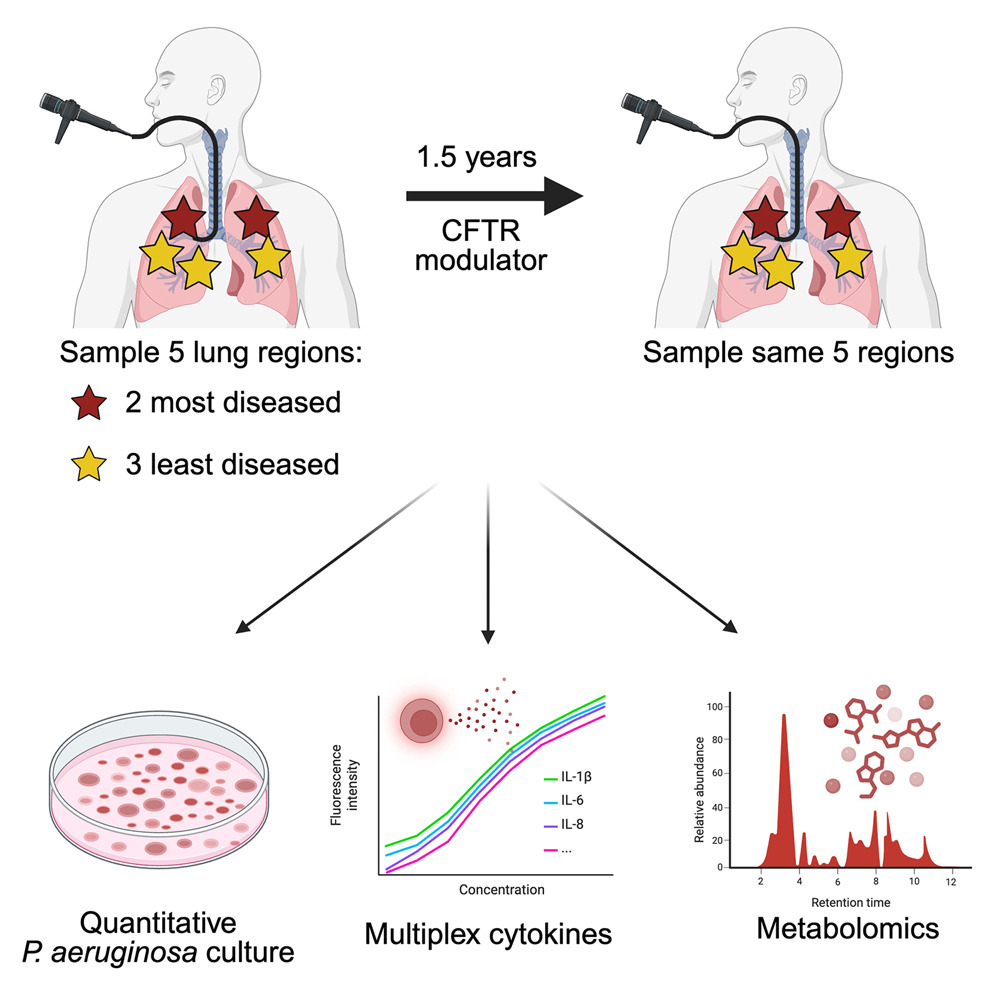 1.5 years
CFTR
modulator
Sample 5 lung regions:
2 most diseased
3 least diseased
Sample same 5 regions
Quantitative
P. aeruginosa culture
Fluorescence
intensity
IL-1β
IL-6
IL-8
...
Concentration
Multiplex cytokines
Relative abundance
100
80
60
40
20
0
2 4 6 8 10 12
Retention time
Metabolomics